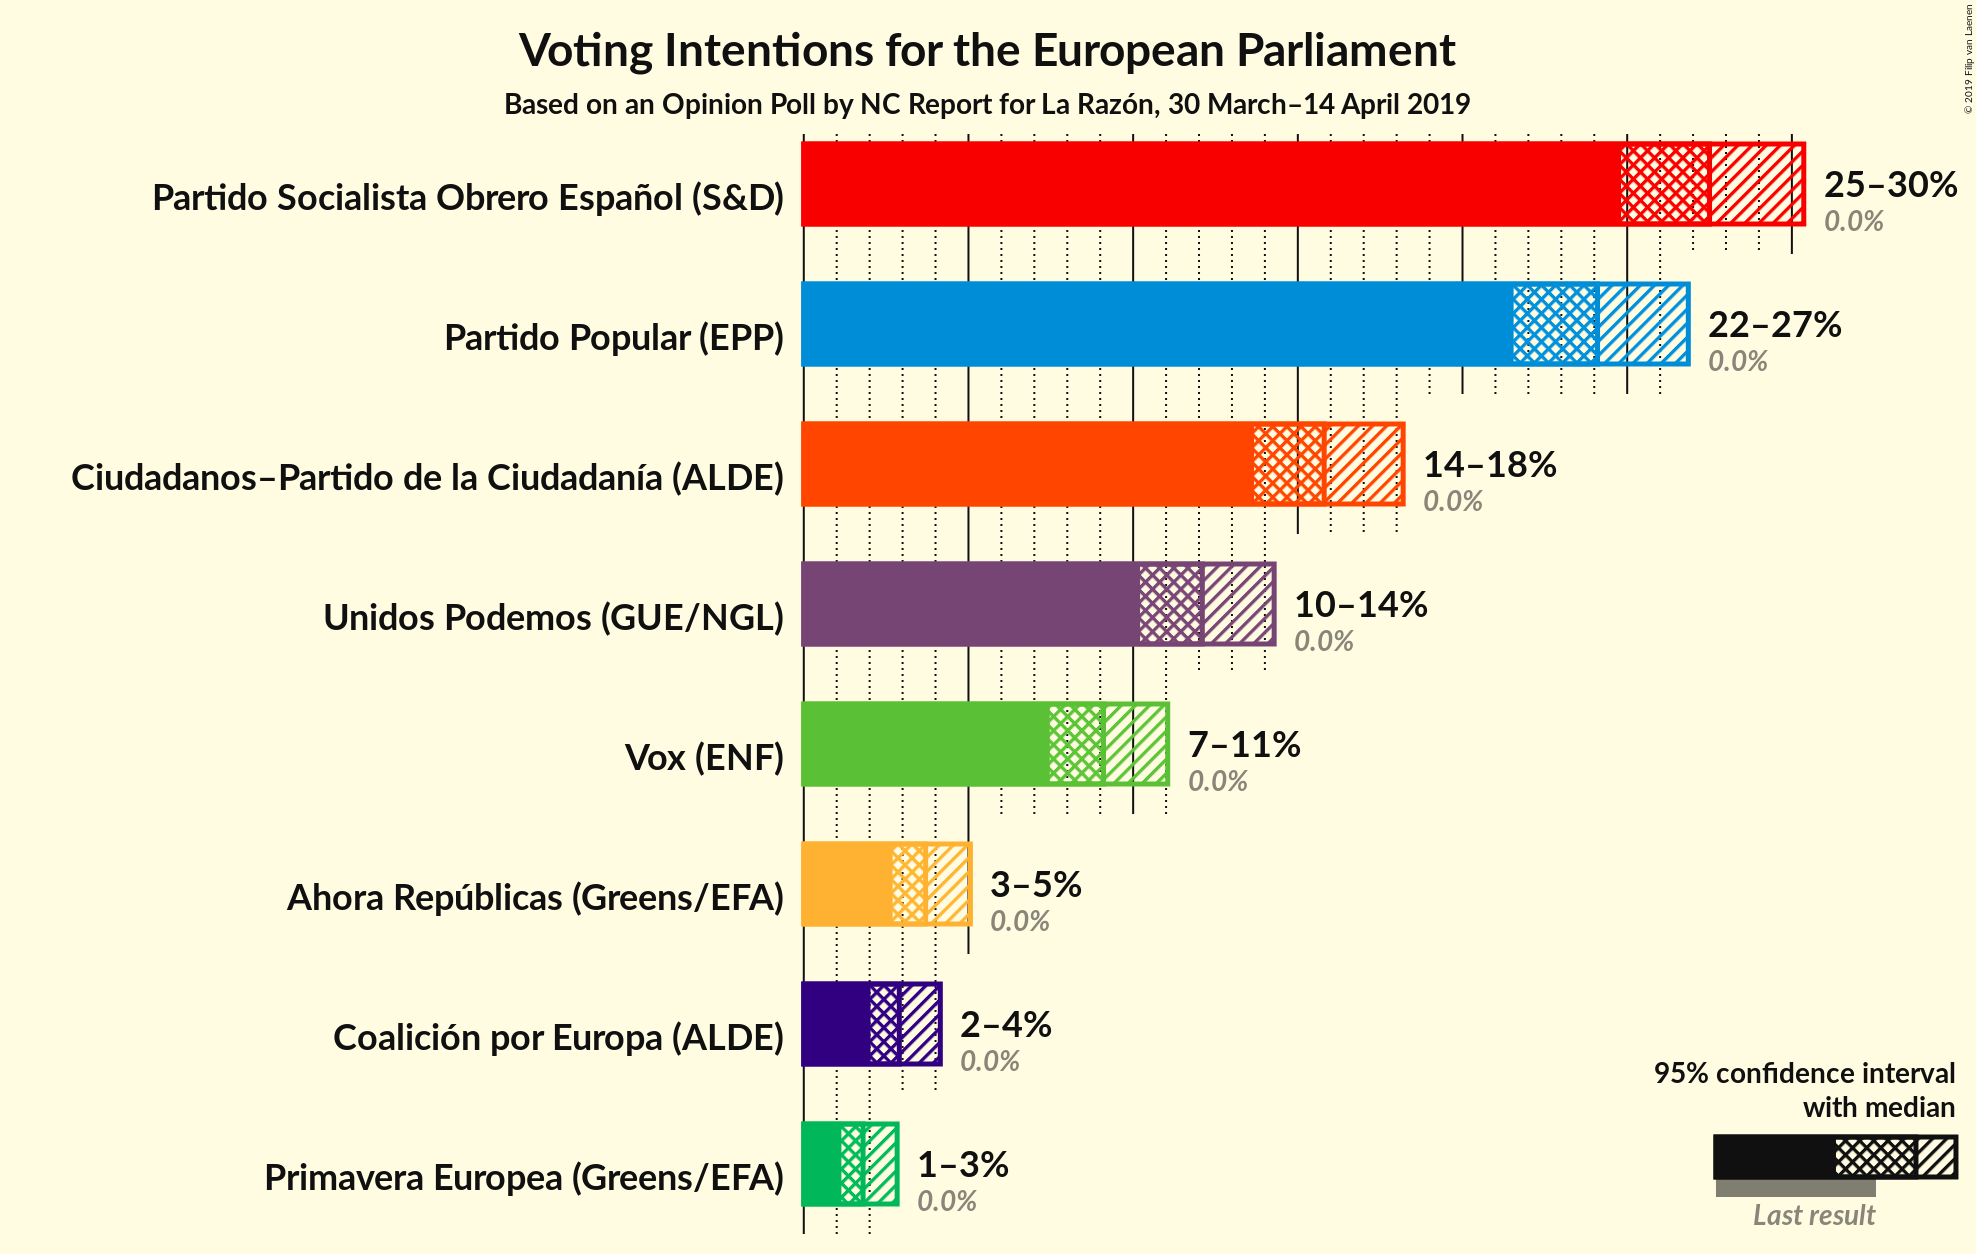 Voting Intentions for the European Parliament
Based on an Opinion Poll by NC Report for La Razón, 30 March–14 April 2019
© 2019 Filip van Laenen
Partido Socialista Obrero Español (S&D)
25–30%
0.0%
Partido Popular (EPP)
22–27%
0.0%
Ciudadanos–Partido de la Ciudadanía (ALDE)
14–18%
0.0%
Unidos Podemos (GUE/NGL)
10–14%
0.0%
Vox (ENF)
7–11%
0.0%
Ahora Repúblicas (Greens/EFA)
3–5%
0.0%
Coalición por Europa (ALDE)
2–4%
0.0%
Primavera Europea (Greens/EFA)
1–3%
0.0%
95% confidence interval
with median
Last result